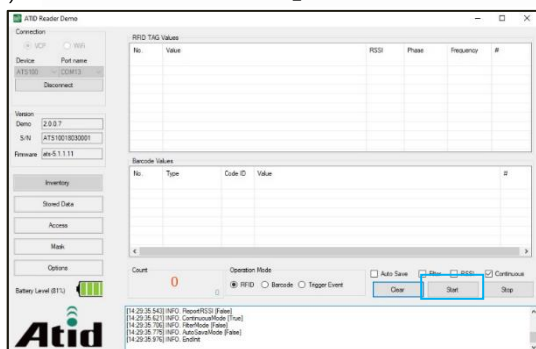 ATID Reader Demo
Connection
VCP WiFi
Device Port name
ATS100 COM13
Disconnect
Version
Demo 2.0.0.7
S/N ATS10018030001
Firmware ats-5.1.1.11
Inventory
Stored Data
Access
Mask
Options
Battery Level (81%)
Atid
RFID TAG Values
No. Value RSSI Phase Frequency #
Barcode Values
No. Type Code ID Value #
Count
0
0
Operation Mode
RFID Barcode Trigger Event
Auto Save Filter RSSI Continuous
Clear Start Stop
[14:29:35.543] INFO. ReportRSSI [False]
[14:29:35.621] INFO. ContinuousMode [True]
[14:29:35.706] INFO. FilterMode [False]
[14:29:35.775] INFO. AutoSavaMode [False]
[14:29:35.976] INFO. EndInit